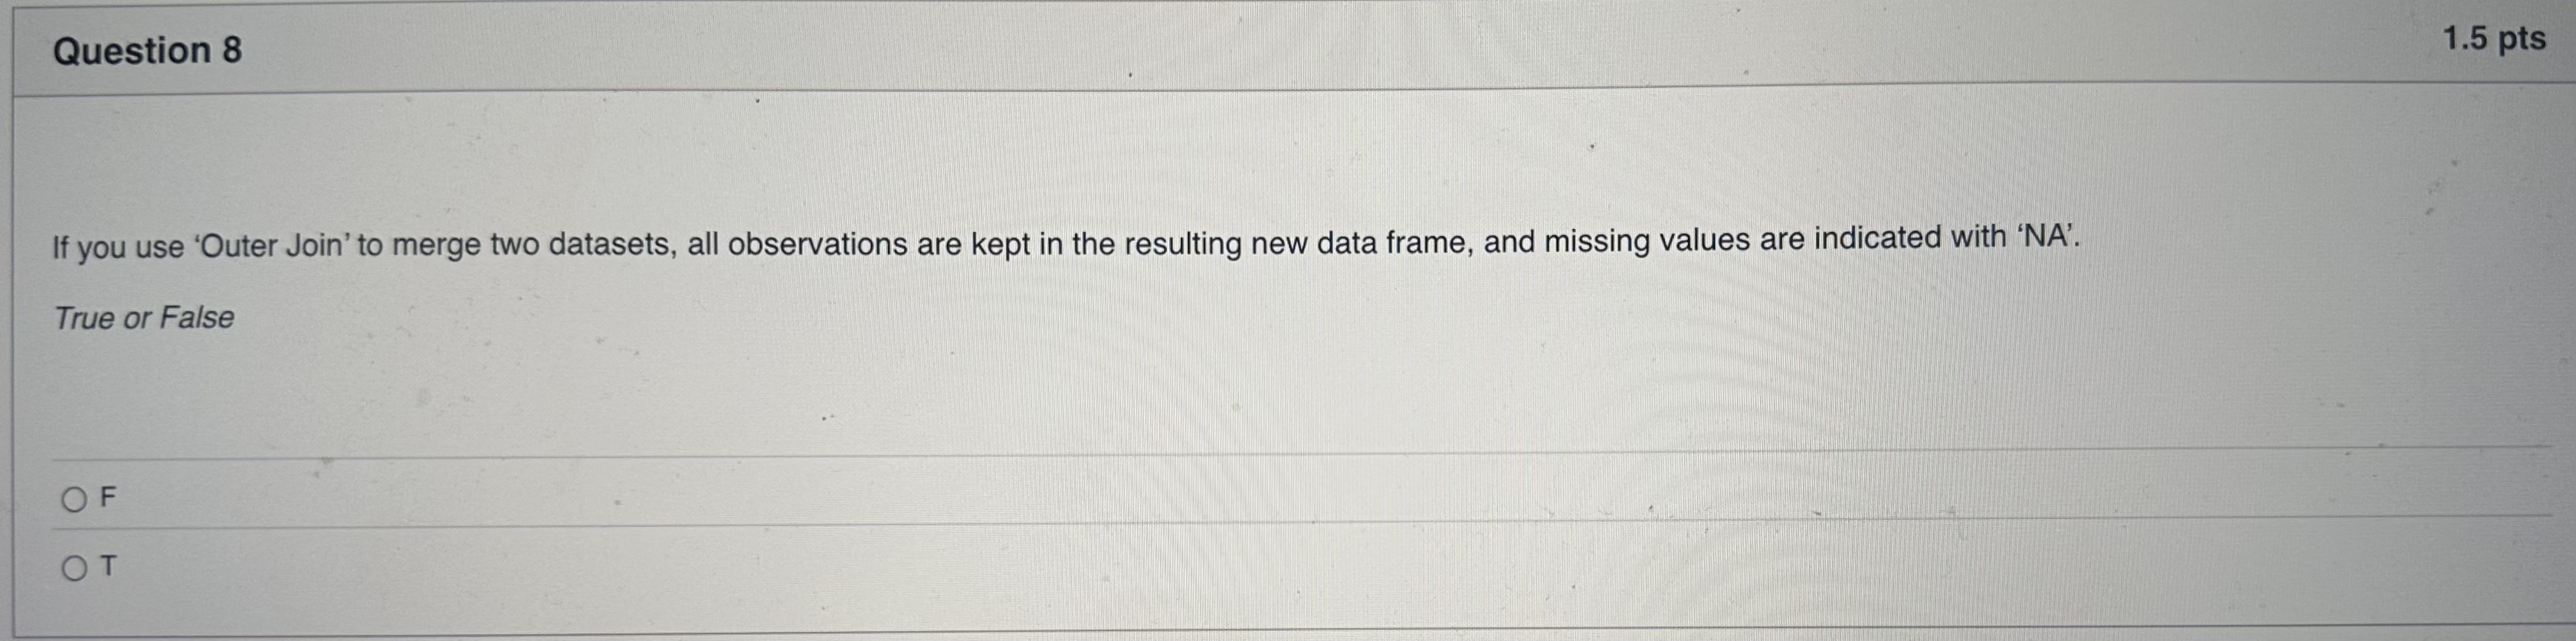 Question 8
1.5 pts
If you use ‘Outer Join’ to merge two datasets, all observations are kept in the resulting new data frame, and missing values are indicated with ‘NA’.
True or False
F
T